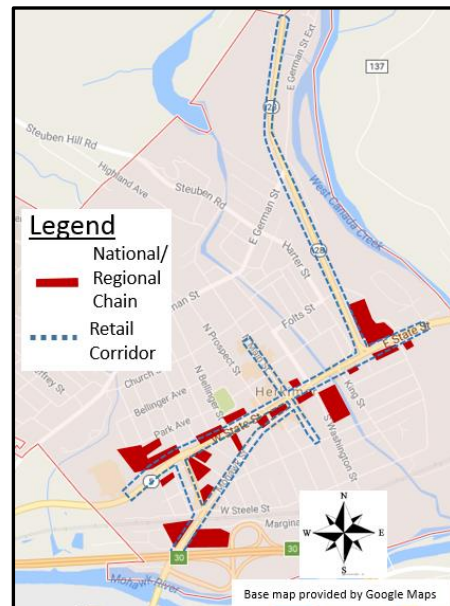 137
28
E German St Ext
Steuben Hill Rd
Highland Ave
Steuben Rd
West Canada Creek
E German St
Harter St
28
Legend
National/
Regional
Chain
Retail
Corridor
Folts St
E State St
N Prospect St
Church St
N Bellinger St
Bellinger Ave
Park Ave
King St
S Washington St
W State St
5
W Steele St
Margina
30
30
Mohawk River
N
W
E
S
Base map provided by Google Maps